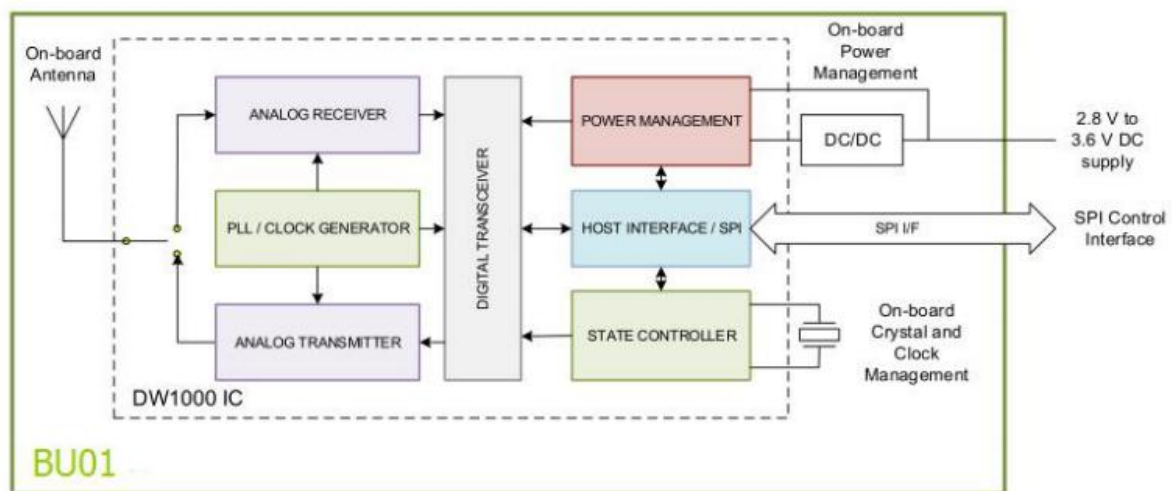 On-board
Antenna
ANALOG RECEIVER
PLL / CLOCK GENERATOR
ANALOG TRANSMITTER
DIGITAL TRANSCEIVER
POWER MANAGEMENT
HOST INTERFACE / SPI
STATE CONTROLLER
DW1000 IC
On-board
Power
Management
DC/DC
2.8 V to
3.6 V DC
supply
SPI I/F
SPI Control
Interface
On-board
Crystal and
Clock
Management
BU01